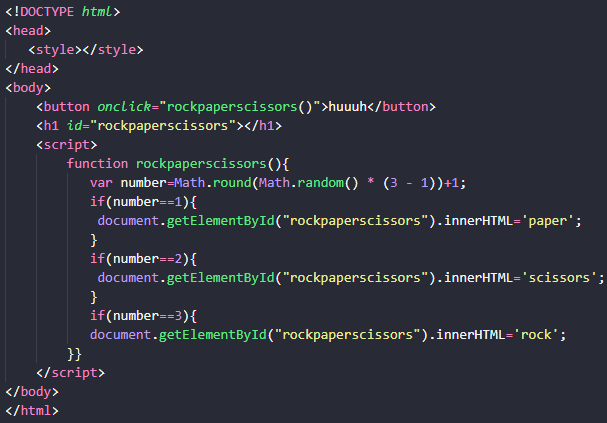 <!DOCTYPE html>
<head>
<style></style>
</head>
<body>
<button onclick="rockpaperscissors()">huuuh</button>
<h1 id="rockpaperscissors"></h1>
<script>
function rockpaperscissors(){
var number=Math.round(Math.random() * (3 - 1))+1;
if(number==1){
document.getElementById("rockpaperscissors").innerHTML='paper';
}
if(number==2){
document.getElementById("rockpaperscissors").innerHTML='scissors';
}
if(number==3){
document.getElementById("rockpaperscissors").innerHTML='rock';
}}
</script>
</body>
</html>